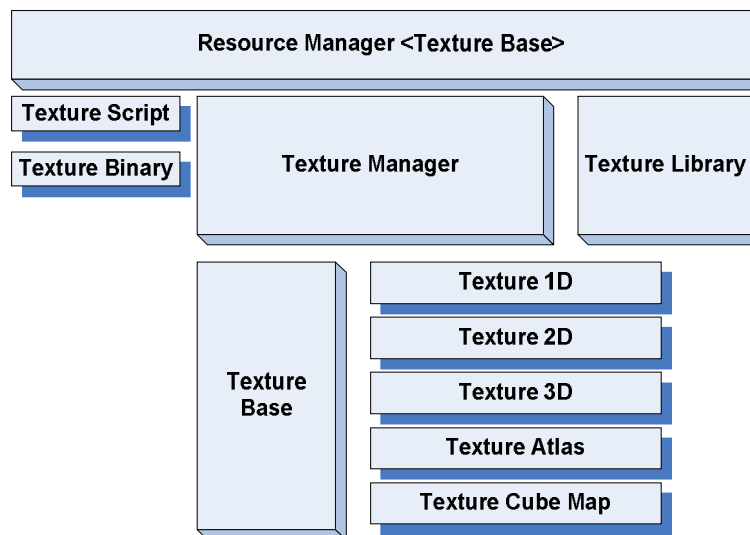 Resource Manager <Texture Base>
Texture Script
Texture Binary
Texture Manager
Texture Library
Texture
Base
Texture 1D
Texture 2D
Texture 3D
Texture Atlas
Texture Cube Map